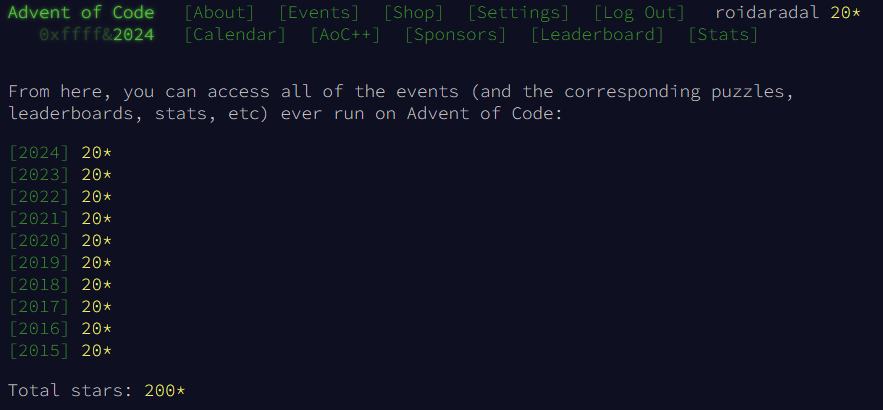 Advent of Code [About] [Events] [Shop] [Settings] [Log Out] roidaradal 20*
0xffff&2024 [Calendar] [AoC++] [Sponsors] [Leaderboard] [Stats]
From here, you can access all of the events (and the corresponding puzzles,
leaderboards, stats, etc) ever run on Advent of Code:
[2024] 20*
[2023] 20*
[2022] 20*
[2021] 20*
[2020] 20*
[2019] 20*
[2018] 20*
[2017] 20*
[2016] 20*
[2015] 20*
Total stars: 200*